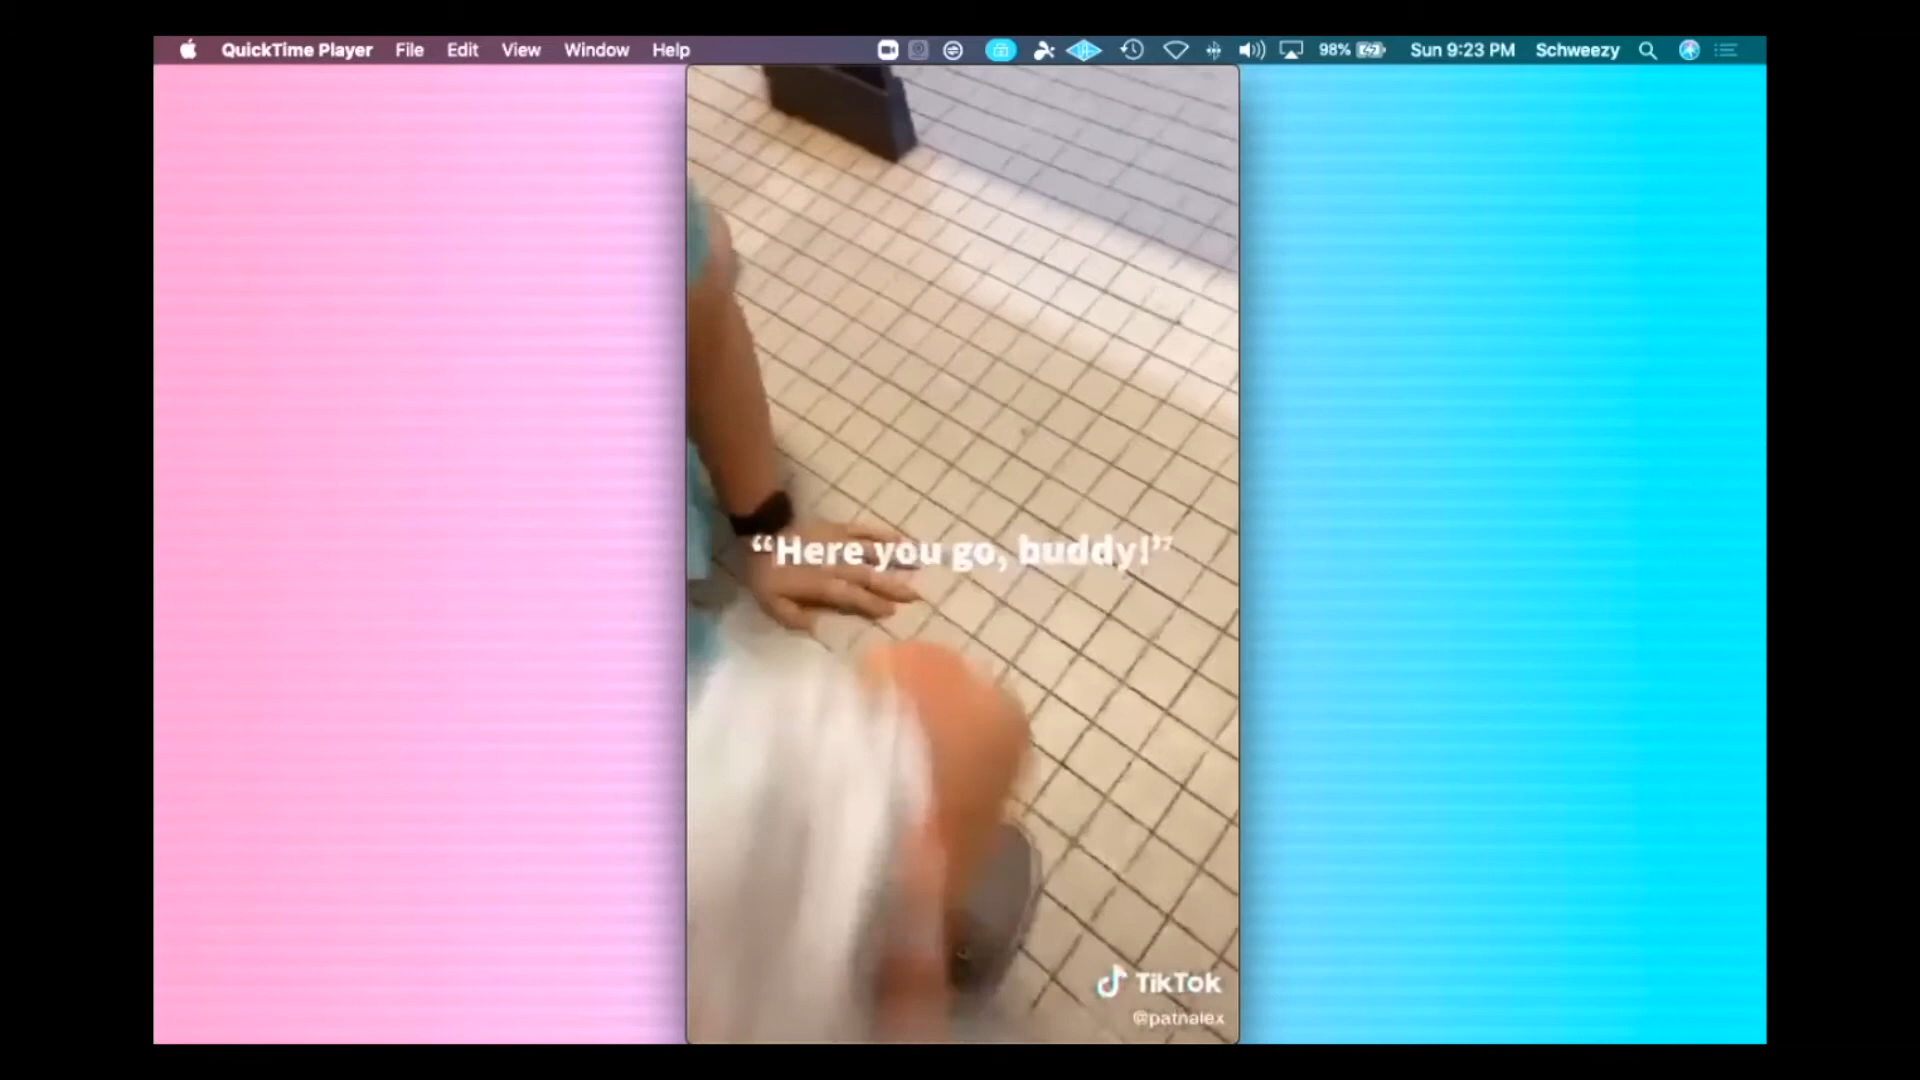 QuickTime Player File Edit View Window Help 98% Sun 9:23 PM Schweezy
“Here you go, buddy!”
TikTok
@patnalex